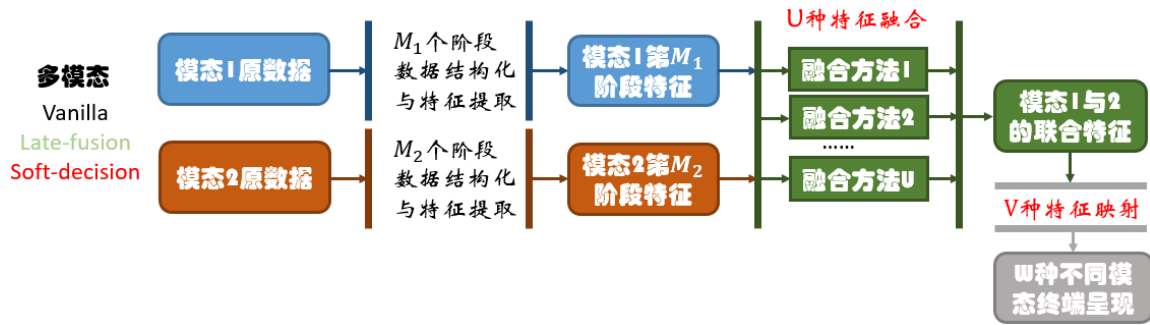 多模态
Vanilla
Late-fusion
Soft-decision
模态1原数据
M₁个阶段
数据结构化
与特征提取
模态1第M₁
阶段特征
模态2原数据
M₂个阶段
数据结构化
与特征提取
模态2第M₂
阶段特征
U种特征融合
融合方法1
融合方法2
......
融合方法U
模态1与2
的联合特征
V种特征映射
W种不同模
态终端呈现